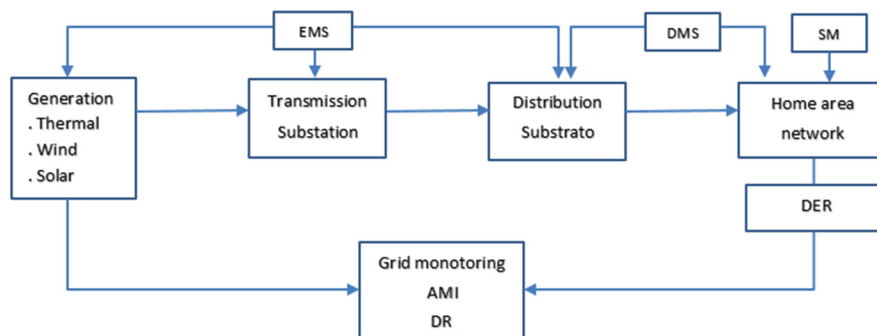 EMS
DMS
SM
Generation
. Thermal
. Wind
. Solar
Transmission
Substation
Distribution
Substrato
Home area
network
DER
Grid monotoring
AMI
DR